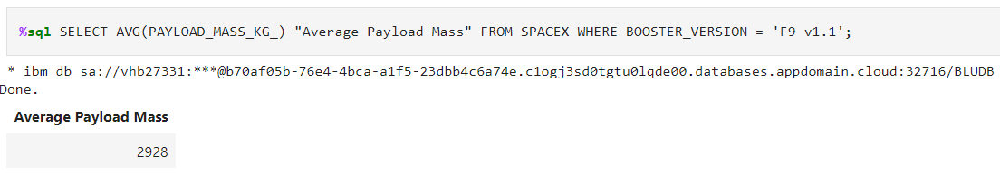 %sql SELECT AVG(PAYLOAD_MASS_KG_) "Average Payload Mass" FROM SPACEX WHERE BOOSTER_VERSION = 'F9 v1.1';
* ibm_db_sa://vhb27331:***@b70af05b-76e4-4bca-a1f5-23dbb4c6a74e.c1ogj3sd0tgtu0lqde00.databases.appdomain.cloud:32716/BLUDB
Done.
Average Payload Mass
2928